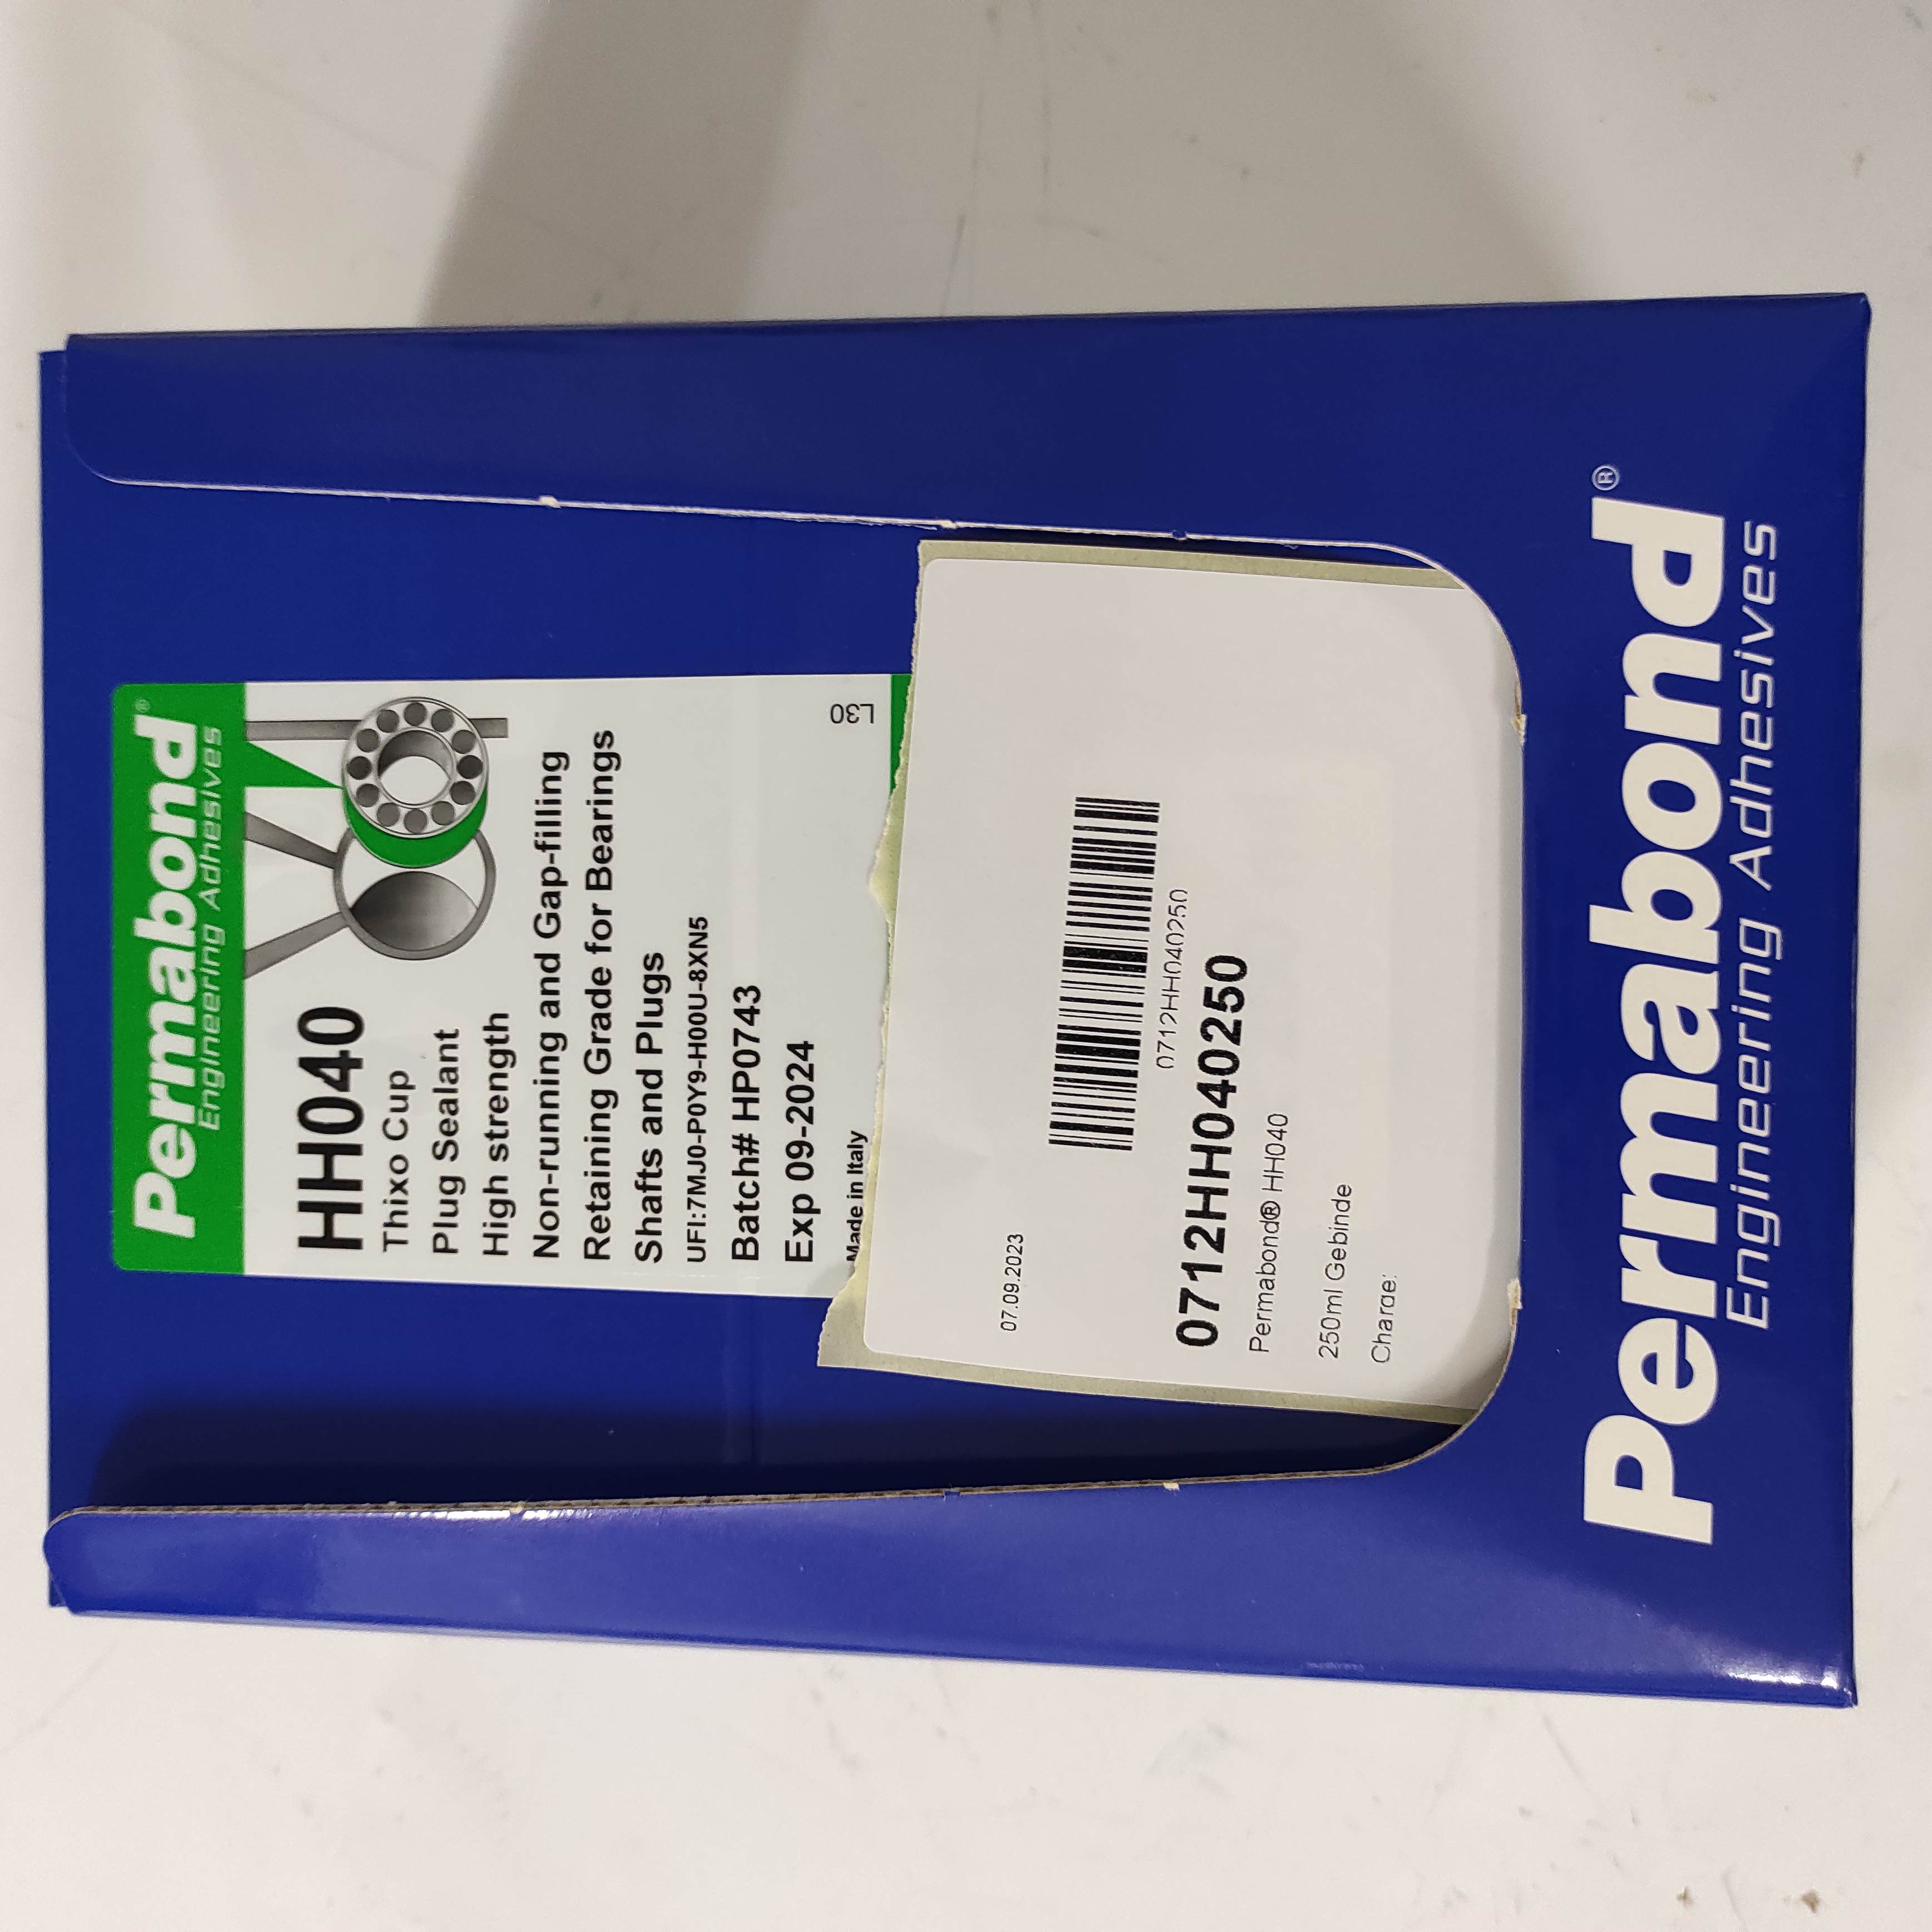 Permabond®
Engineering Adhesives
HH040
Thixo Cup
Plug Sealant
High strength
Non-running and Gap-filling
Retaining Grade for Bearings
Shafts and Plugs
UFI:7MJ0-P0Y9-H00U-8XN5
Batch# HP0743
Exp 09-2024
Made in Italy
L30
07.09.2023
0712HH040250
0712HH040250
Permabond® HH040
250ml Gebinde
Charge:
Permabond®
Engineering Adhesives